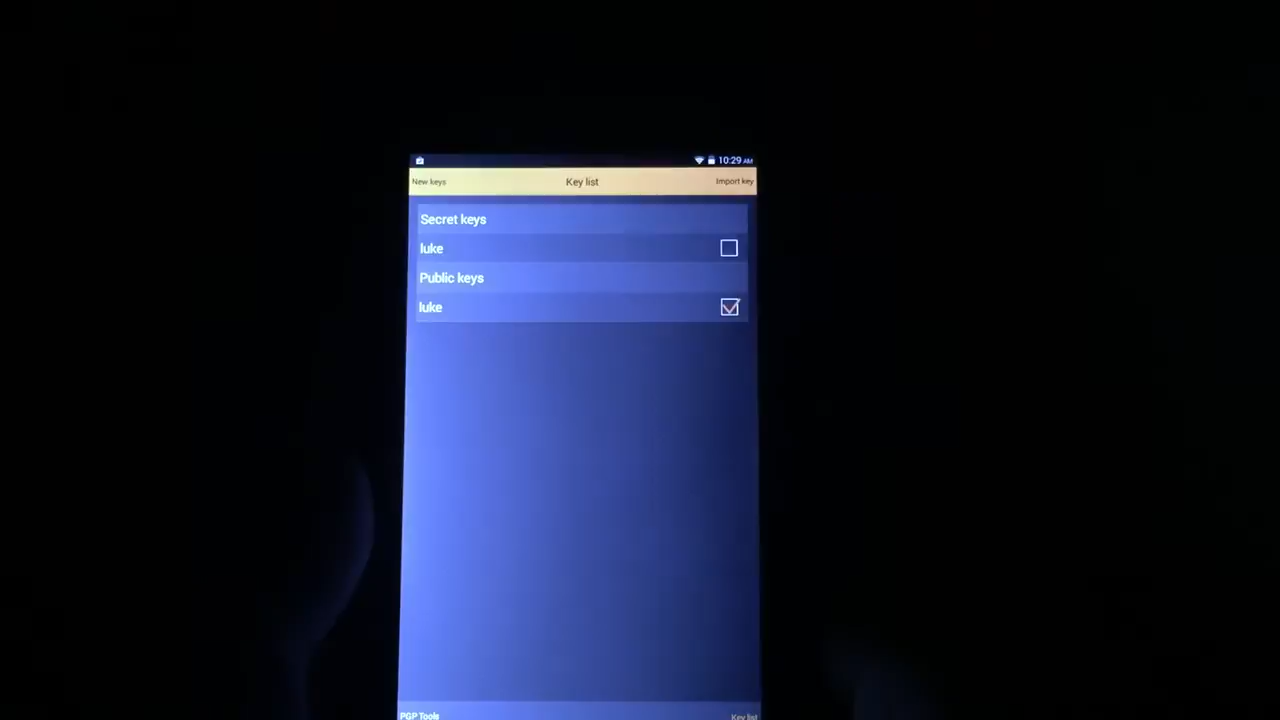 10:29 AM
New keys Key list Import key
Secret keys
luke
Public keys
luke
PGP Tools Key list